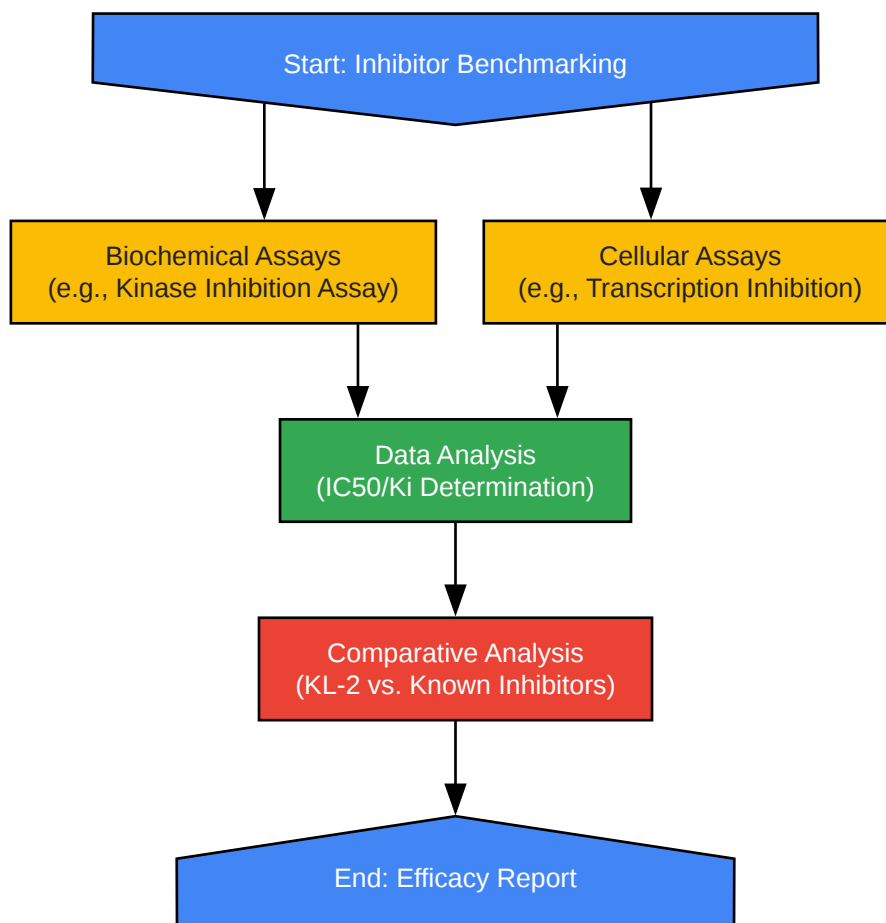 Start: Inhibitor Benchmarking
Biochemical Assays
(e.g., Kinase Inhibition Assay)
Cellular Assays
(e.g., Transcription Inhibition)
Data Analysis
(IC50/Ki Determination)
Comparative Analysis
(KL-2 vs. Known Inhibitors)
End: Efficacy Report